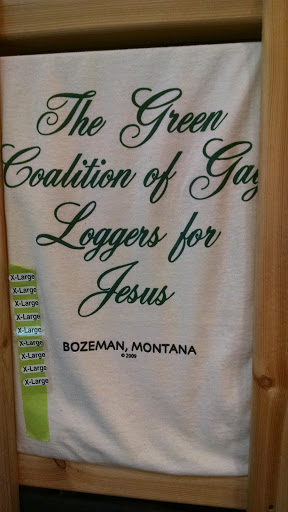 The Green
Coalition of Gay
Loggers for
Jesus
BOZEMAN, MONTANA
© 2009
X-Large
X-Large
X-Large
X-Large
X-Large
X-Large
X-Large
X-Large
X-Large